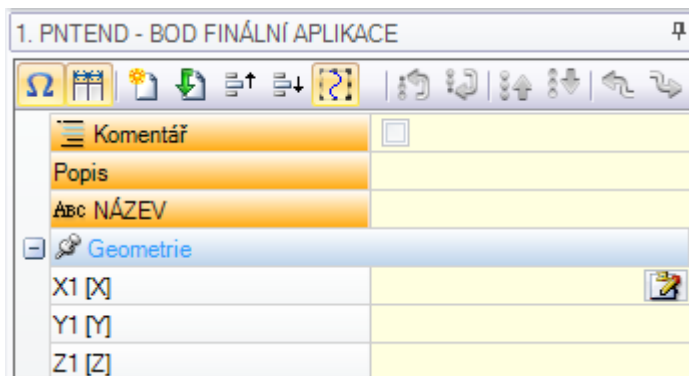 1. PNTEND - BOD FINÁLNÍ APLIKACE
Ω
Komentář
Popis
ABC NÁZEV
Geometrie
X1 [X]
Y1 [Y]
Z1 [Z]